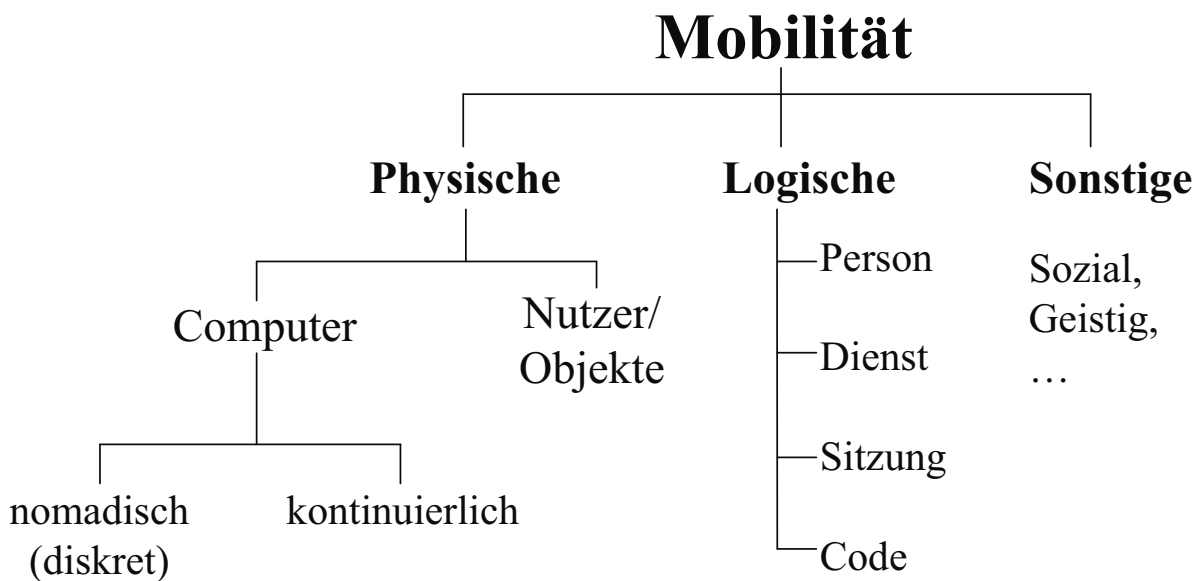 Mobilität
Physische
Logische
Sonstige
Computer
Nutzer/
Objekte
nomadisch
(diskret)
kontinuierlich
Person
Dienst
Sitzung
Code
Sozial,
Geistig,
…